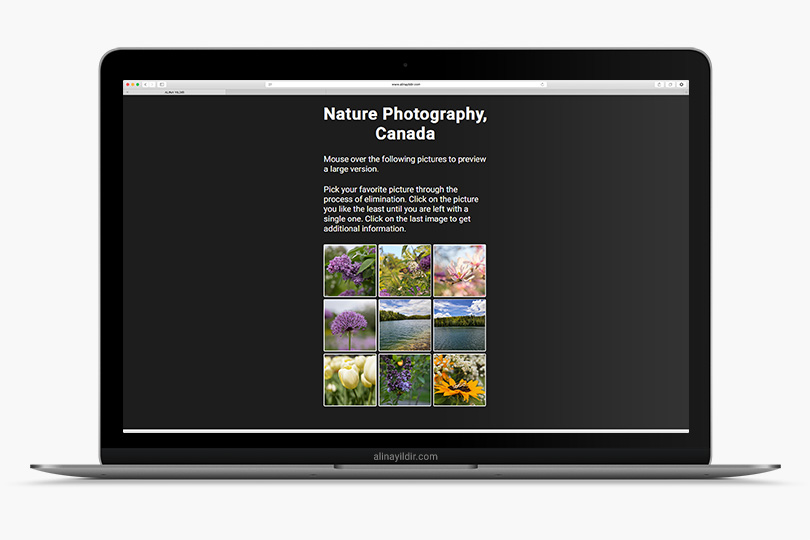 www.alinayildir.com
Nature Photography,
Canada
Mouse over the following pictures to preview
a large version.
Pick your favorite picture through the
process of elimination. Click on the picture
you like the least until you are left with a
single one. Click on the last image to get
additional information.
alinayildir.com